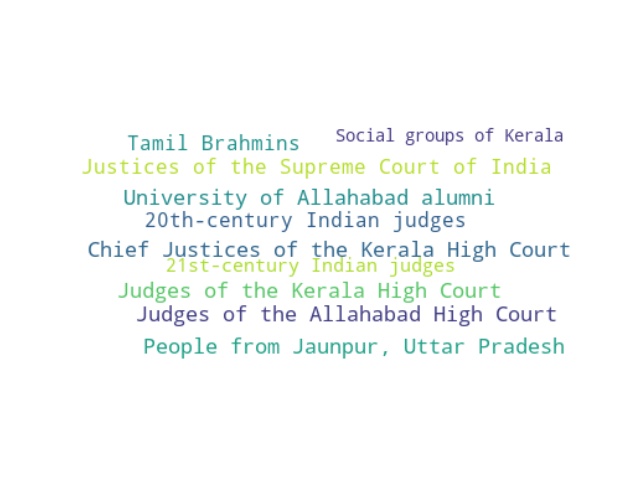 Social groups of Kerala
Tamil Brahmins
Justices of the Supreme Court of India
University of Allahabad alumni
20th-century Indian judges
Chief Justices of the Kerala High Court
21st-century Indian judges
Judges of the Kerala High Court
Judges of the Allahabad High Court
People from Jaunpur, Uttar Pradesh